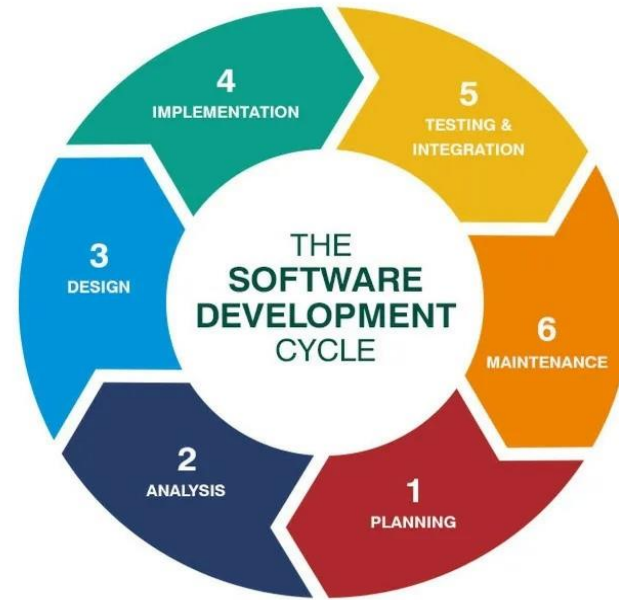 THE
SOFTWARE
DEVELOPMENT
CYCLE
1
PLANNING
2
ANALYSIS
3
DESIGN
4
IMPLEMENTATION
5
TESTING &
INTEGRATION
6
MAINTENANCE